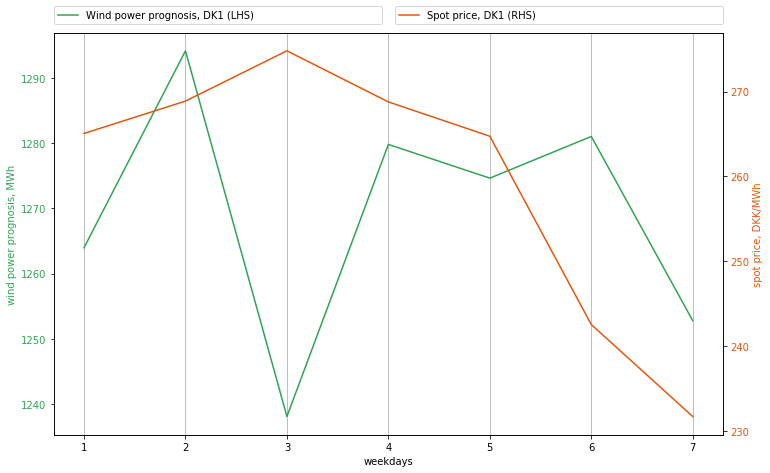 Wind power prognosis, DK1 (LHS)
Spot price, DK1 (RHS)
1290
1280
1270
1260
1250
1240
wind power prognosis, MWh
270
260
250
240
230
spot price, DKK/MWh
1 2 3 4 5 6 7
weekdays